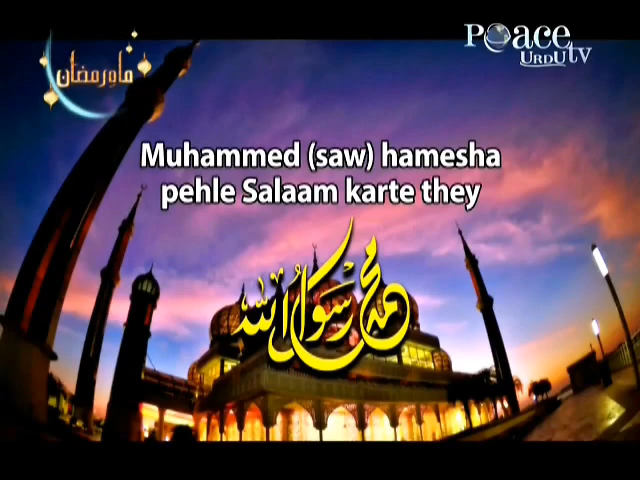 ماہ رمضان
Peace
URDU TV
Muhammed (saw) hamesha
pehle Salaam karte they
محمد رسول الله